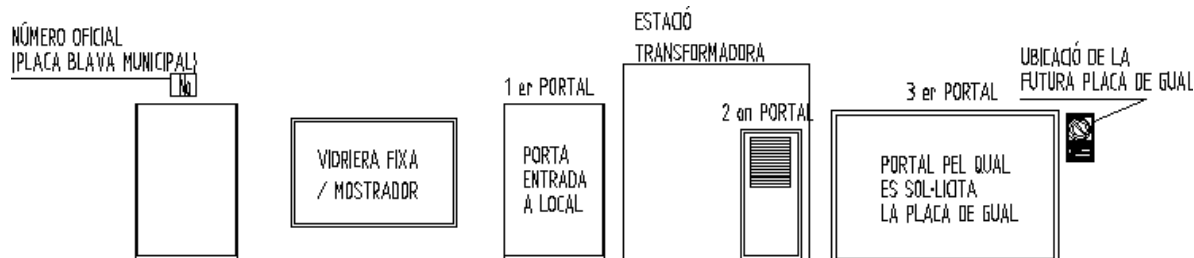 NÚMERO OFICIAL
(PLACA BLAVA MUNICIPAL)
No
VIDRIERA FIXA
/ MOSTRADOR
1 er PORTAL
PORTA
ENTRADA
A LOCAL
ESTACIÓ
TRANSFORMADORA
2 on PORTAL
3 er PORTAL
PORTAL PEL QUAL
ES SOL·LICITA
LA PLACA DE GUAL
UBICACIÓ DE LA
FUTURA PLACA DE GUAL